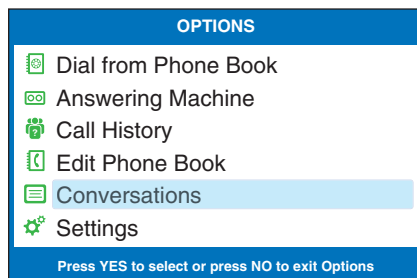 OPTIONS
Dial from Phone Book
Answering Machine
Call History
Edit Phone Book
Conversations
Settings
Press YES to select or press NO to exit Options